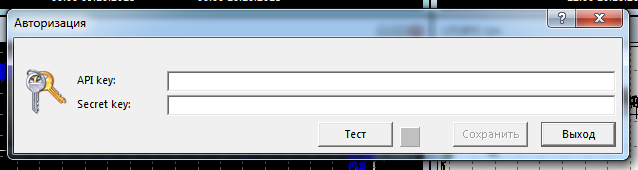 Авторизация
?
API key:
Secret key:
Тест
Сохранить
Выход